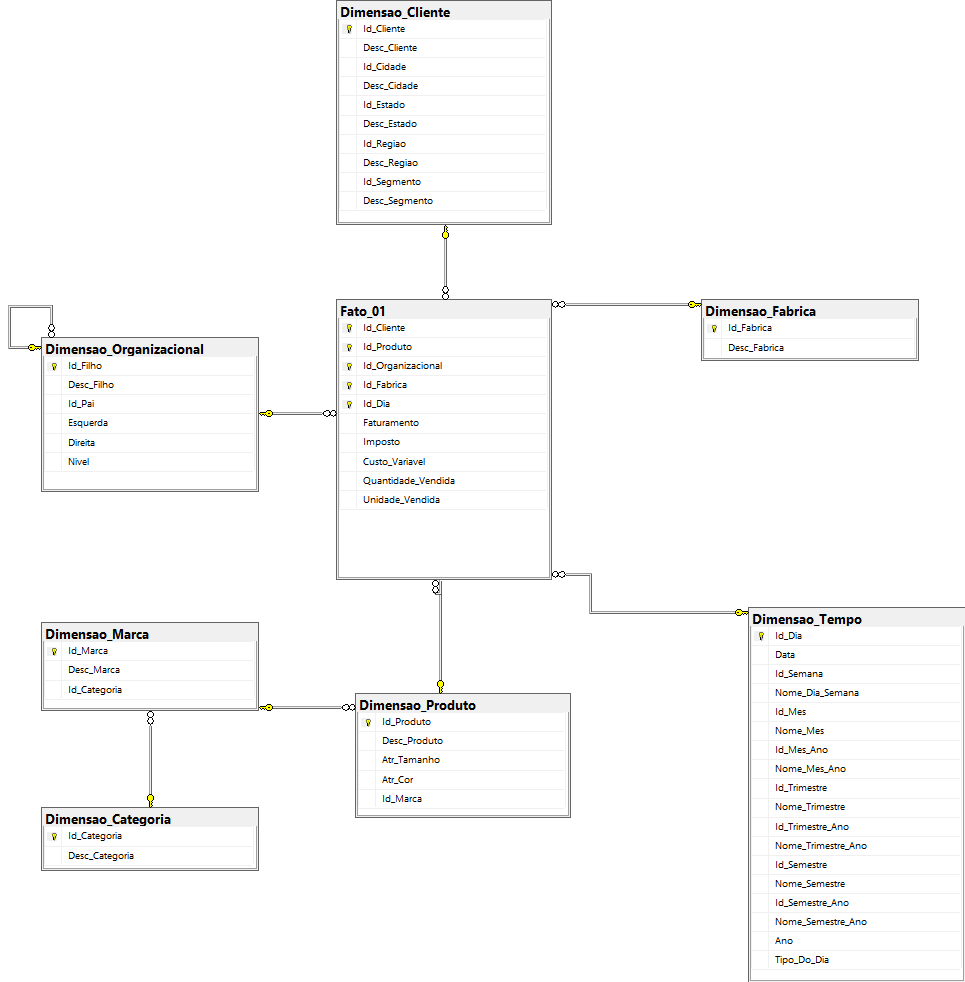 Dimensao_Cliente
Id_Cliente
Desc_Cliente
Id_Cidade
Desc_Cidade
Id_Estado
Desc_Estado
Id_Regiao
Desc_Regiao
Id_Segmento
Desc_Segmento
Fato_01
Id_Cliente
Id_Produto
Id_Organizacional
Id_Fabrica
Id_Dia
Faturamento
Imposto
Custo_Variavel
Quantidade_Vendida
Unidade_Vendida
Dimensao_Fabrica
Id_Fabrica
Desc_Fabrica
Dimensao_Organizacional
Id_Filho
Desc_Filho
Id_Pai
Esquerda
Direita
Nivel
Dimensao_Marca
Id_Marca
Desc_Marca
Id_Categoria
Dimensao_Produto
Id_Produto
Desc_Produto
Atr_Tamanho
Atr_Cor
Id_Marca
Dimensao_Categoria
Id_Categoria
Desc_Categoria
Dimensao_Tempo
Id_Dia
Data
Id_Semana
Nome_Dia_Semana
Id_Mes
Nome_Mes
Id_Mes_Ano
Nome_Mes_Ano
Id_Trimestre
Nome_Trimestre
Id_Trimestre_Ano
Nome_Trimestre_Ano
Id_Semestre
Nome_Semestre
Id_Semestre_Ano
Nome_Semestre_Ano
Ano
Tipo_Do_Dia